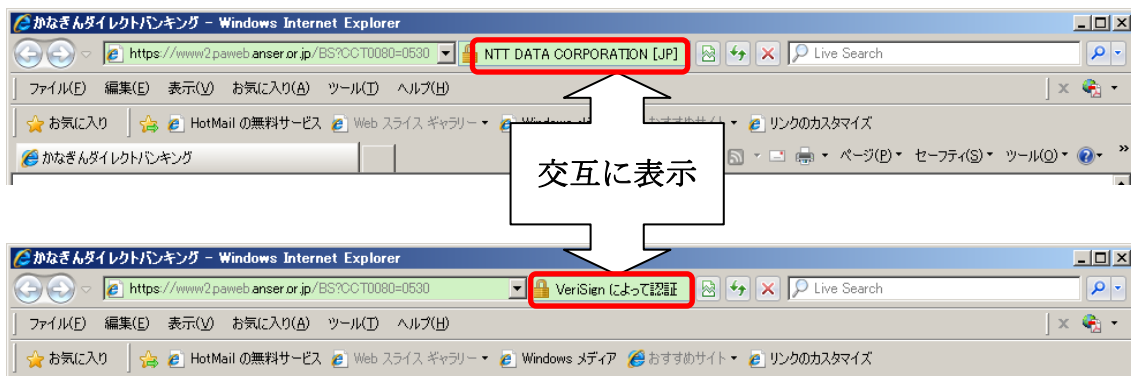 かなぎんダイレクトバンキング - Windows Internet Explorer
https://www2.paweb.anser.or.jp/BS?CCT0080=0530 NTT DATA CORPORATION [JP] Live Search
ファイル(F) 編集(E) 表示(V) お気に入り(A) ツール(T) ヘルプ(H)
お気に入り HotMail の無料サービス Web スライス ギャラリー リンクのカスタマイズ
かなぎんダイレクトバンキング ページ(P) セーフティ(S) ツール(O)
交互に表示
かなぎんダイレクトバンキング - Windows Internet Explorer
https://www2.paweb.anser.or.jp/BS?CCT0080=0530 VeriSign によって認証 Live Search
ファイル(F) 編集(E) 表示(V) お気に入り(A) ツール(T) ヘルプ(H)
お気に入り HotMail の無料サービス Web スライス ギャラリー Windows メディア おすすめサイト リンクのカスタマイズ